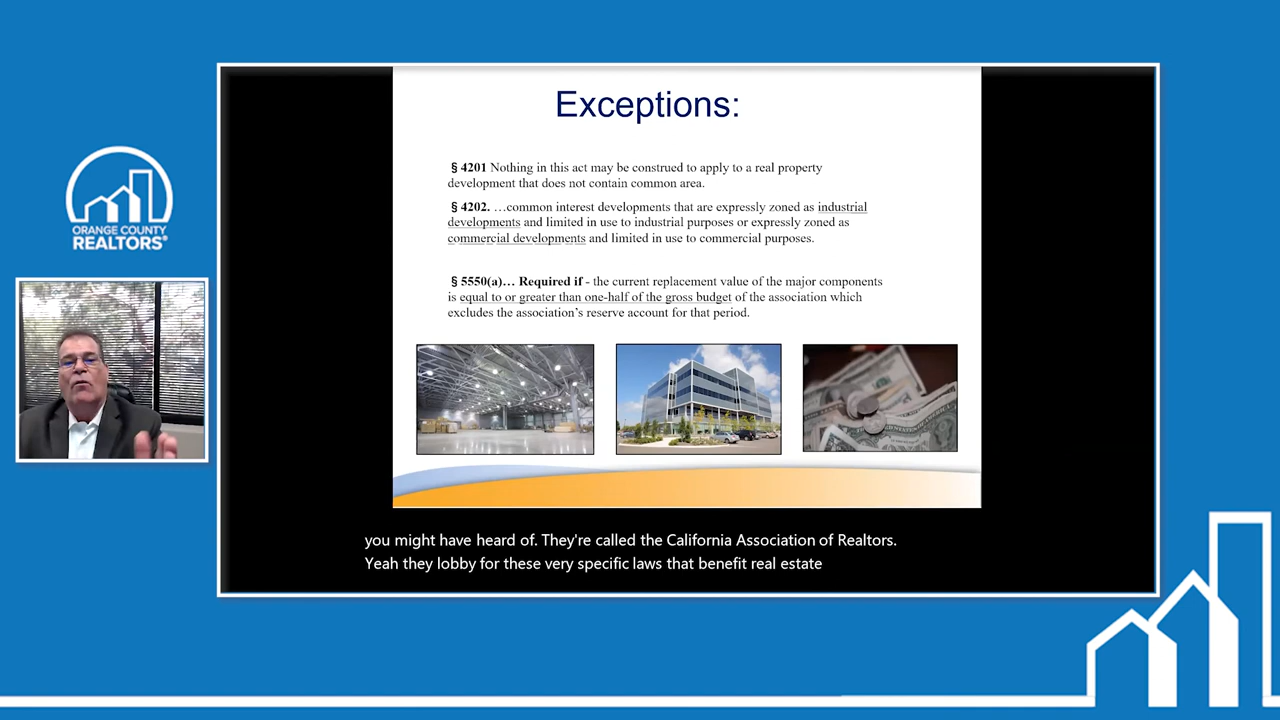 Exceptions:
§ 4201 Nothing in this act may be construed to apply to a real property
development that does not contain common area.
§ 4202. …common interest developments that are expressly zoned as industrial
developments and limited in use to industrial purposes or expressly zoned as
commercial developments and limited in use to commercial purposes.
§ 5550(a)… Required if - the current replacement value of the major components
is equal to or greater than one-half of the gross budget of the association which
excludes the association’s reserve account for that period.
ORANGE COUNTY
REALTORS®
you might have heard of. They're called the California Association of Realtors.
Yeah they lobby for these very specific laws that benefit real estate